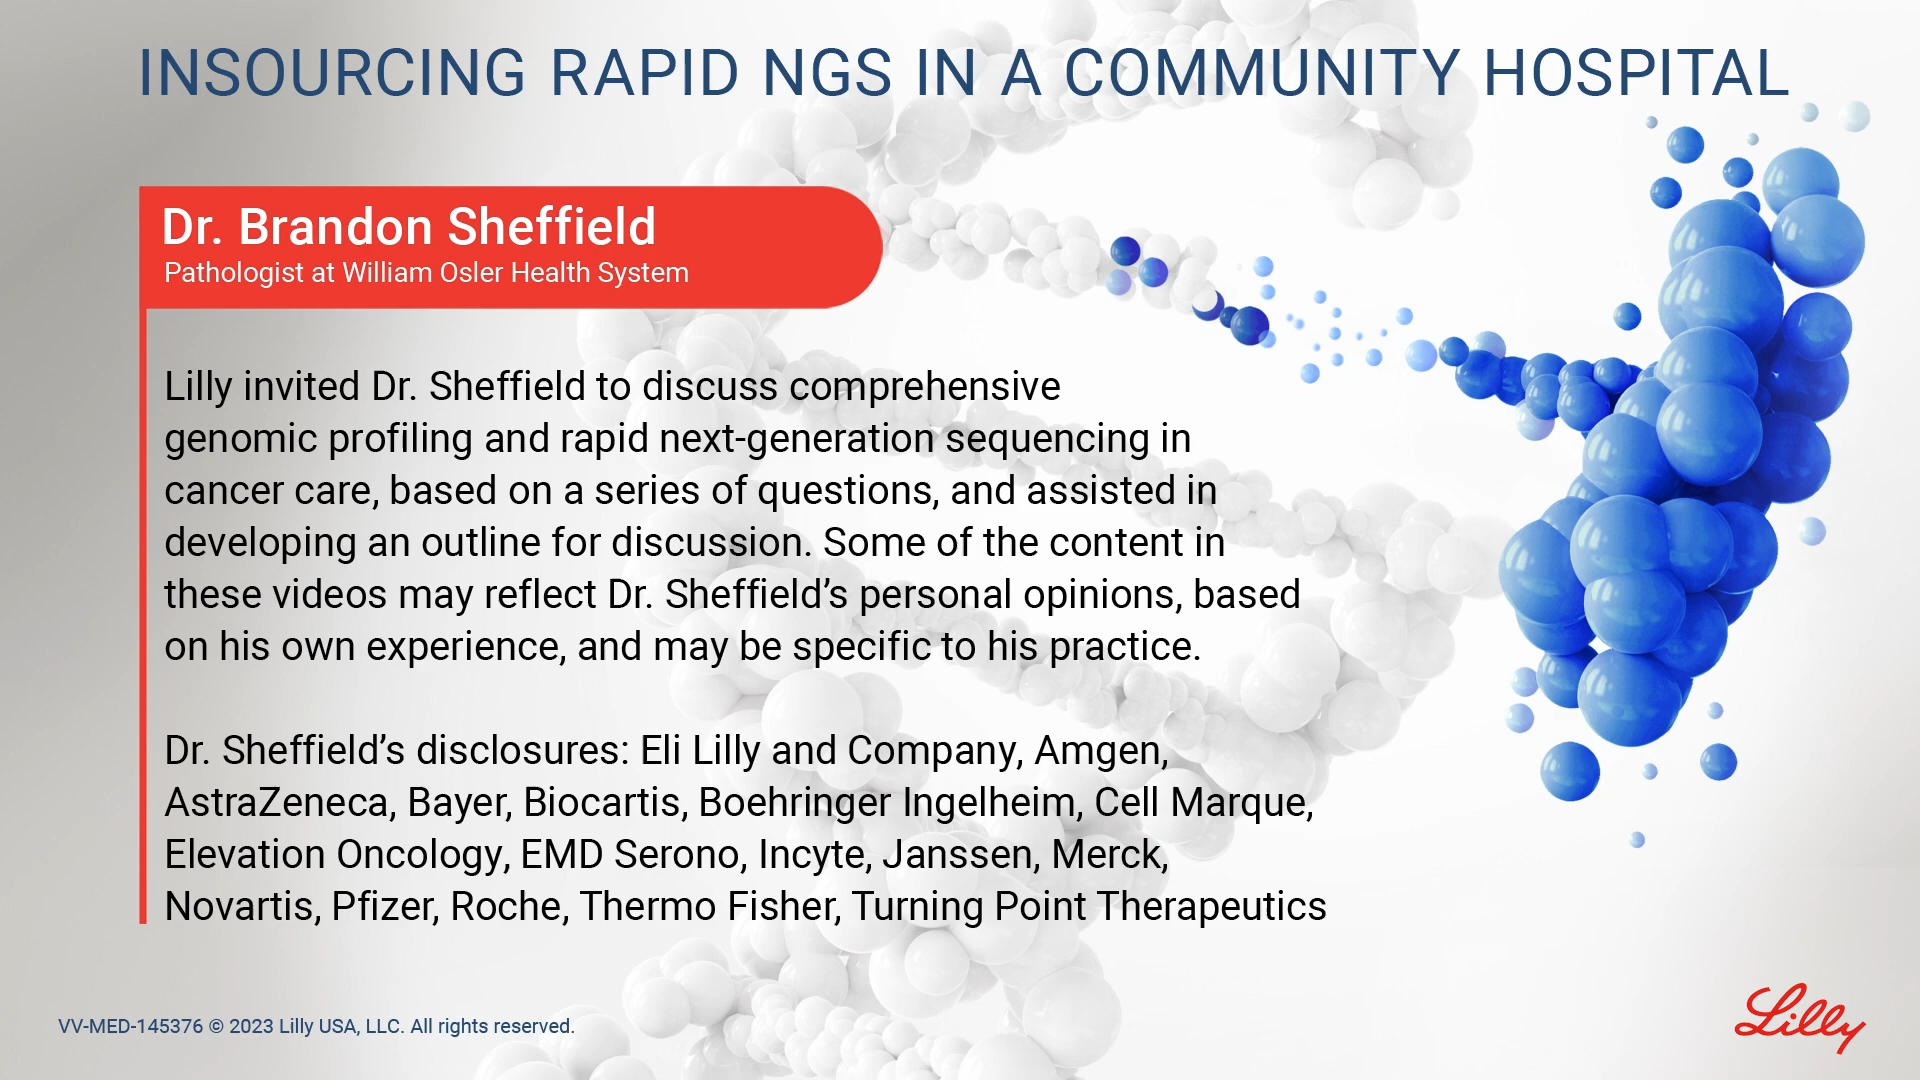 INSOURCING RAPID NGS IN A COMMUNITY HOSPITAL
Dr. Brandon Sheffield
Pathologist at William Osler Health System
Lilly invited Dr. Sheffield to discuss comprehensive
genomic profiling and rapid next-generation sequencing in
cancer care, based on a series of questions, and assisted in
developing an outline for discussion. Some of the content in
these videos may reflect Dr. Sheffield’s personal opinions, based
on his own experience, and may be specific to his practice.
Dr. Sheffield’s disclosures: Eli Lilly and Company, Amgen,
AstraZeneca, Bayer, Biocartis, Boehringer Ingelheim, Cell Marque,
Elevation Oncology, EMD Serono, Incyte, Janssen, Merck,
Novartis, Pfizer, Roche, Thermo Fisher, Turning Point Therapeutics
VV-MED-145376 © 2023 Lilly USA, LLC. All rights reserved.
Lilly